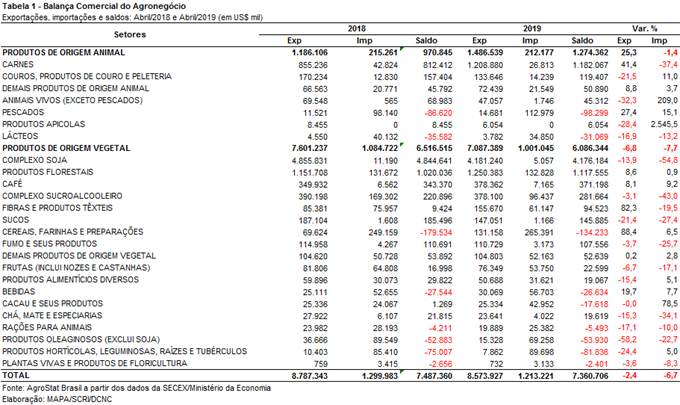 Tabela 1 - Balança Comercial do Agronegócio
Exportações, importações e saldos: Abril/2018 e Abril/2019 (em US$ mil)
Setores 2018 2019 Var. %
Exp Imp Saldo Exp Imp Saldo Exp Imp
PRODUTOS DE ORIGEM ANIMAL 1.186.106 215.261 970.845 1.486.539 212.177 1.274.362 25,3 -1,4
CARNES 855.236 42.824 812.412 1.208.880 26.813 1.182.067 41,4 -37,4
COUROS, PRODUTOS DE COURO E PELETERIA 170.234 12.830 157.404 133.646 14.239 119.407 -21,5 11,0
DEMAIS PRODUTOS DE ORIGEM ANIMAL 66.563 20.771 45.792 72.439 21.549 50.890 8,8 3,7
ANIMAIS VIVOS (EXCETO PESCADOS) 69.548 565 68.983 47.057 1.746 45.312 -32,3 209,0
PESCADOS 11.521 98.140 -86.620 14.681 112.979 -98.299 27,4 15,1
PRODUTOS APICOLAS 8.455 0 8.455 6.054 0 6.054 -28,4 2.545,5
LÁCTEOS 4.550 40.132 -35.582 3.782 34.850 -31.069 -16,9 -13,2
PRODUTOS DE ORIGEM VEGETAL 7.601.237 1.084.722 6.516.515 7.087.389 1.001.045 6.086.344 -6,8 -7,7
COMPLEXO SOJA 4.855.831 11.190 4.844.641 4.181.240 5.057 4.176.184 -13,9 -54,8
PRODUTOS FLORESTAIS 1.151.708 131.672 1.020.036 1.250.383 132.828 1.117.555 8,6 0,9
CAFÉ 349.932 6.562 343.370 378.362 7.165 371.198 8,1 9,2
COMPLEXO SUCROALCOOLEIRO 390.198 169.302 220.896 378.100 96.437 281.664 -3,1 -43,0
FIBRAS E PRODUTOS TÊXTEIS 85.381 75.957 9.424 155.670 61.147 94.523 82,3 -19,5
SUCOS 187.104 1.608 185.496 147.051 1.166 145.885 -21,4 -27,4
CEREAIS, FARINHAS E PREPARAÇÕES 69.624 249.159 -179.534 131.158 265.391 -134.233 88,4 6,5
FUMO E SEUS PRODUTOS 114.958 4.267 110.691 110.729 3.173 107.556 -3,7 -25,7
DEMAIS PRODUTOS DE ORIGEM VEGETAL 104.620 50.728 53.892 104.803 52.163 52.639 0,2 2,8
FRUTAS (INCLUI NOZES E CASTANHAS) 81.806 64.808 16.998 76.349 53.750 22.599 -6,7 -17,1
PRODUTOS ALIMENTÍCIOS DIVERSOS 59.896 30.073 29.822 50.688 31.621 19.067 -15,4 5,1
BEBIDAS 25.111 52.655 -27.544 30.069 56.703 -26.634 19,7 7,7
CACAU E SEUS PRODUTOS 25.336 24.067 1.269 25.334 42.952 -17.618 -0,0 78,5
CHÁ, MATE E ESPECIARIAS 27.922 6.107 21.815 23.641 4.022 19.619 -15,3 -34,1
RAÇÕES PARA ANIMAIS 23.982 28.193 -4.211 19.889 25.382 -5.493 -17,1 -10,0
PRODUTOS OLEAGINOSOS (EXCLUI SOJA) 36.666 89.549 -52.883 15.328 69.258 -53.930 -58,2 -22,7
PRODUTOS HORTÍCOLAS, LEGUMINOSAS, RAÍZES E TUBÉRCULOS 10.403 85.410 -75.007 7.862 89.698 -81.836 -24,4 5,0
PLANTAS VIVAS E PRODUTOS DE FLORICULTURA 759 3.415 -2.656 732 3.133 -2.401 -3,6 -8,3
TOTAL 8.787.343 1.299.983 7.487.360 8.573.927 1.213.221 7.360.706 -2,4 -6,7
Fonte: AgroStat Brasil a partir dos dados da SECEX/Ministério da Economia
Elaboração: MAPA/SCRI/DCNC